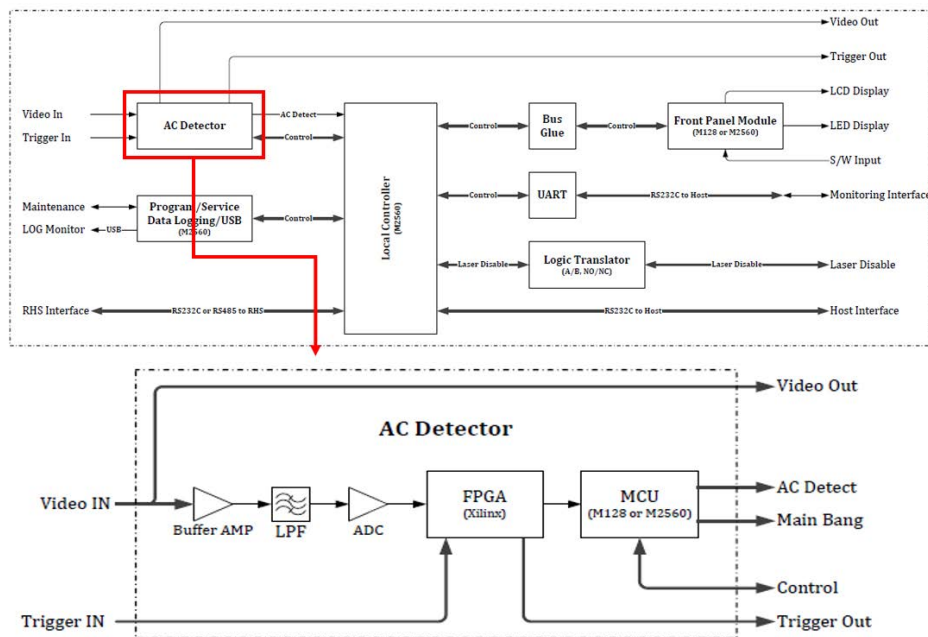 Video Out
Trigger Out
Video In
Trigger In
AC Detector
AC Detect
Control
Maintenance
LOG Monitor
USB
Program/Service
Data Logging/USB
(M2560)
Control
RHS Interface
RS232C or RS485 to RHS
Local Controller
(M2560)
Control
Bus
Glue
Control
Front Panel Module
(M128 or M2560)
LCD Display
LED Display
S/W Input
Control
UART
RS232C to Host
Monitoring Interface
Laser Disable
Logic Translator
(A/B, NO/NC)
Laser Disable
Laser Disable
RS232C to Host
Host Interface
Video Out
AC Detector
Video IN
Buffer AMP
LPF
ADC
FPGA
(Xilinx)
MCU
(M128 or M2560)
AC Detect
Main Bang
Control
Trigger IN
Trigger Out